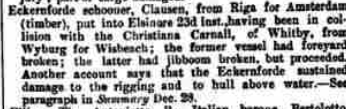 Eckernforde schooner, Clausen, from Riga for Amsterdam
(timber), put into Elsinore 23d inst., having been in col-
lision with the Christiana Carnall, of Whitby, from
Wyburg for Wisbech; the former vessel had foreyard
broken; the latter had jibboom broken, but proceeded.
Another account says that the Eckernforde sustained
damage to the rigging and to hull above water.—See
paragraph in Summary Dec. 28.
Italian barque